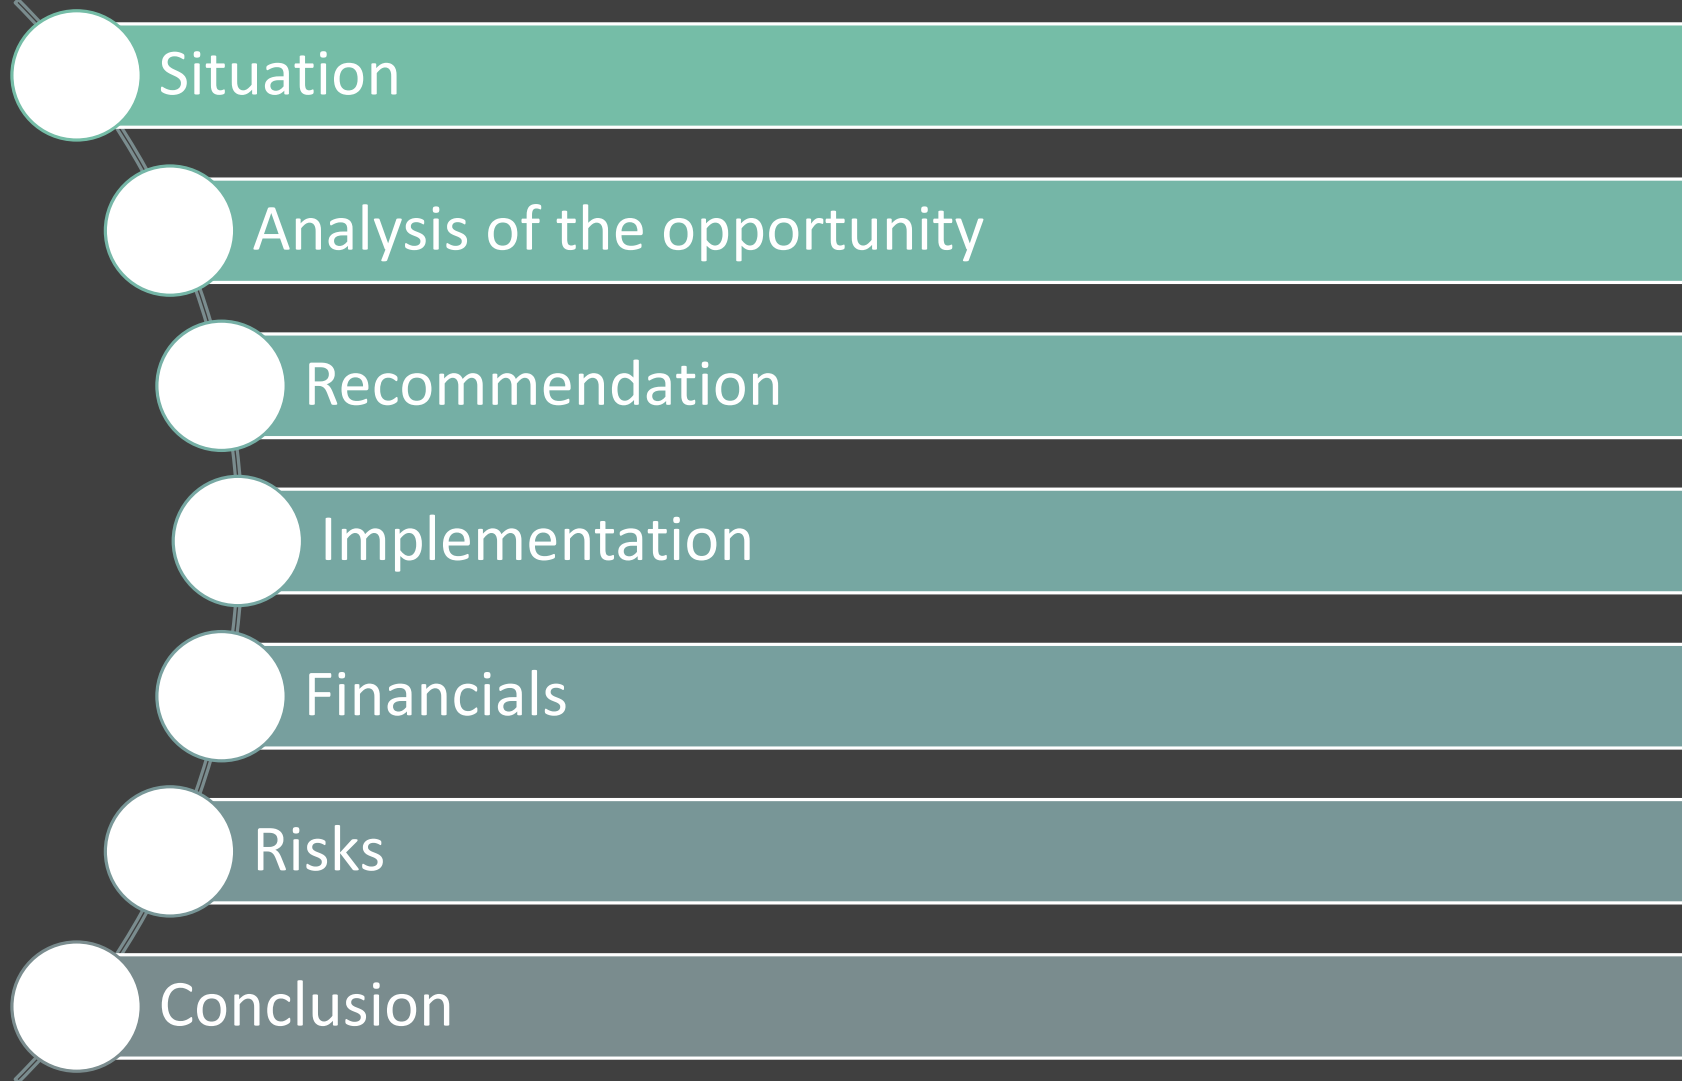 Situation
Analysis of the opportunity
Recommendation
Implementation
Financials
Risks
Conclusion